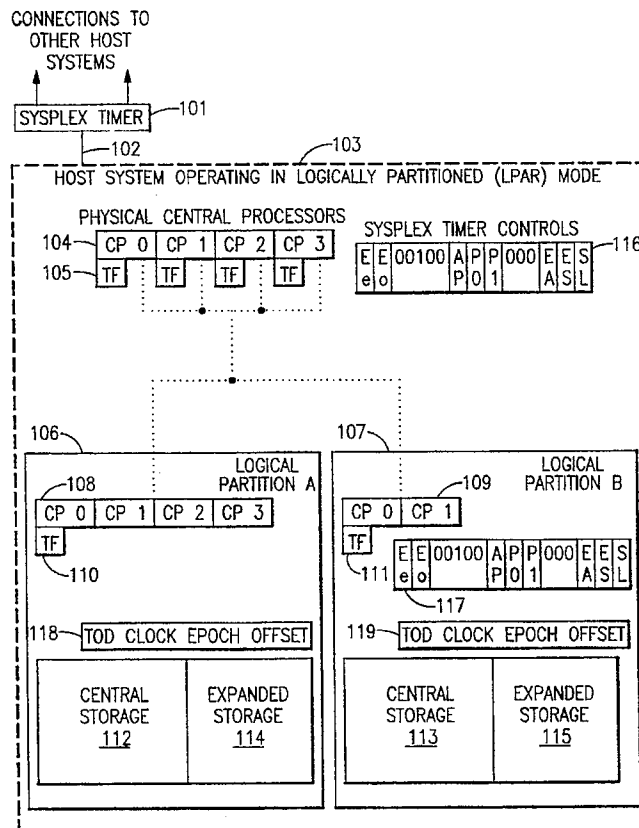 CONNECTIONS TO
OTHER HOST
SYSTEMS
SYSPLEX TIMER
101
102
103
HOST SYSTEM OPERATING IN LOGICALLY PARTITIONED (LPAR) MODE
PHYSICAL CENTRAL PROCESSORS
104
CP 0 CP 1 CP 2 CP 3
105
TF TF TF TF
SYSPLEX TIMER CONTROLS
116
E E 00100 A P P 000 E E S
e o P 0 1 A S L
106
LOGICAL
PARTITION A
108
CP 0 CP 1 CP 2 CP 3
TF
110
118
TOD CLOCK EPOCH OFFSET
CENTRAL
STORAGE
112
EXPANDED
STORAGE
114
107
LOGICAL
PARTITION B
109
CP 0 CP 1
TF
111
E E 00100 A P P 000 E E S
e o P 0 1 A S L
117
119
TOD CLOCK EPOCH OFFSET
CENTRAL
STORAGE
113
EXPANDED
STORAGE
115